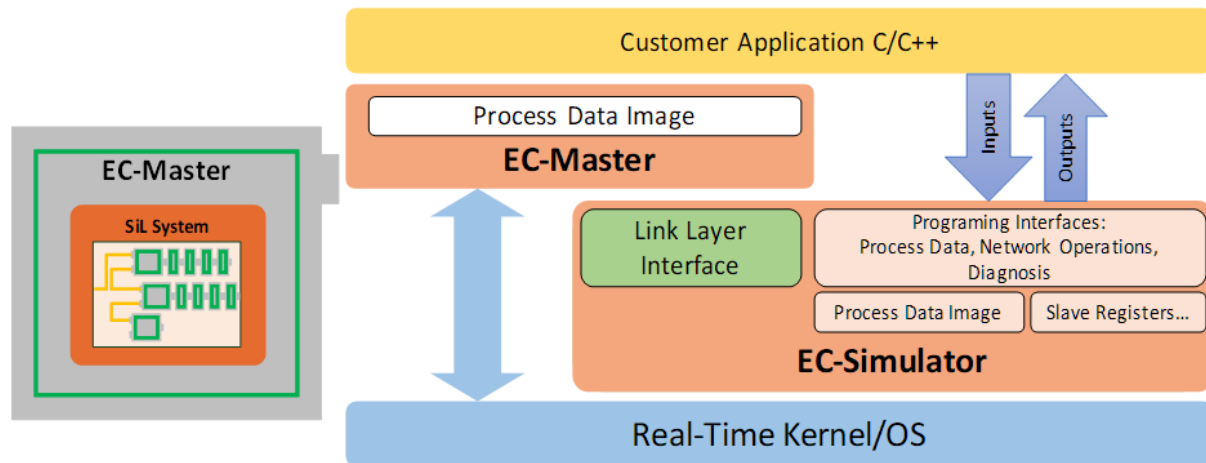 EC-Master
SiL System
Customer Application C/C++
Process Data Image
EC-Master
Inputs
Outputs
Link Layer
Interface
Programing Interfaces:
Process Data, Network Operations,
Diagnosis
Process Data Image
Slave Registers...
EC-Simulator
Real-Time Kernel/OS